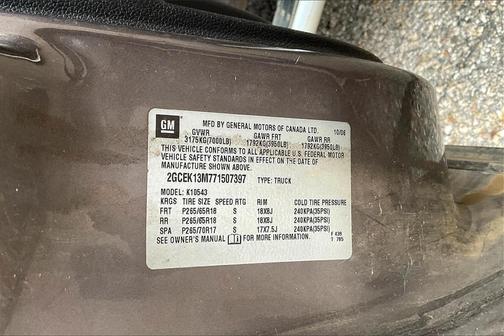 GM
MFD BY GENERAL MOTORS OF CANADA LTD. 10/06
GVWR GAWR FRT GAWR RR
3175KG(7000LB) 1792KG(3950LB) 1792KG(3950LB)
THIS VEHICLE CONFORMS TO ALL APPLICABLE U.S. FEDERAL MOTOR
VEHICLE SAFETY STANDARDS IN EFFECT ON THE DATE OF
MANUFACTURE SHOWN ABOVE.
2GCEK13M771507397 TYPE: TRUCK
MODEL: K10543
KRGS TIRE SIZE SPEED RTG RIM COLD TIRE PRESSURE
FRT P265/65R18 S 18X8J 240KPA(35PSI)
RR P265/65R18 S 18X8J 240KPA(35PSI)
SPA P265/70R17 S 17X7.5J 240KPA(35PSI)
SEE OWNER'S MANUAL FOR MORE INFORMATION.